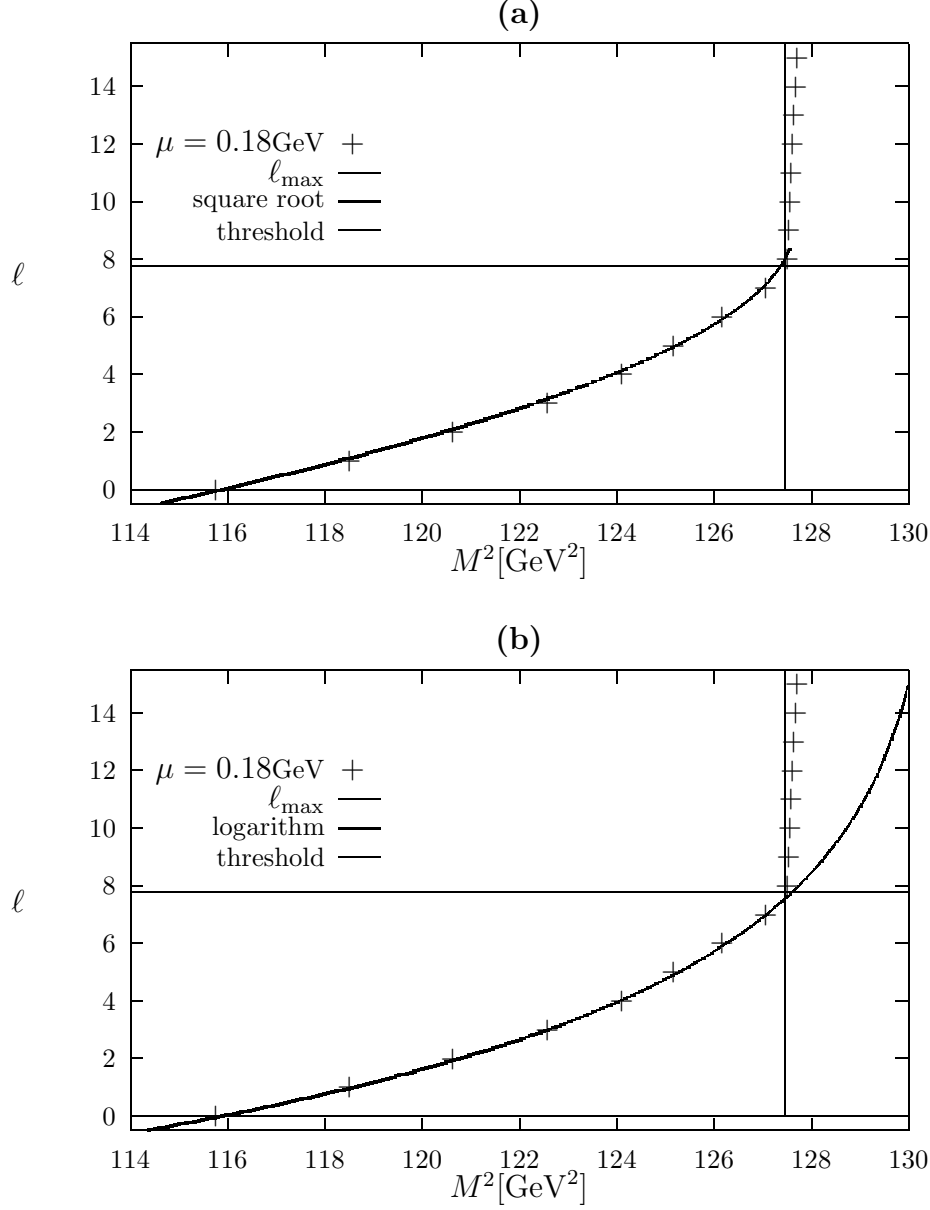 (a)
14
12
10
8
6
4
2
0
ℓ
μ = 0.18GeV
ℓmax
square root
threshold
114 116 118 120 122 124 126 128 130
M²[GeV²]
(b)
14
12
10
8
6
4
2
0
ℓ
μ = 0.18GeV
ℓmax
logarithm
threshold
114 116 118 120 122 124 126 128 130
M²[GeV²]